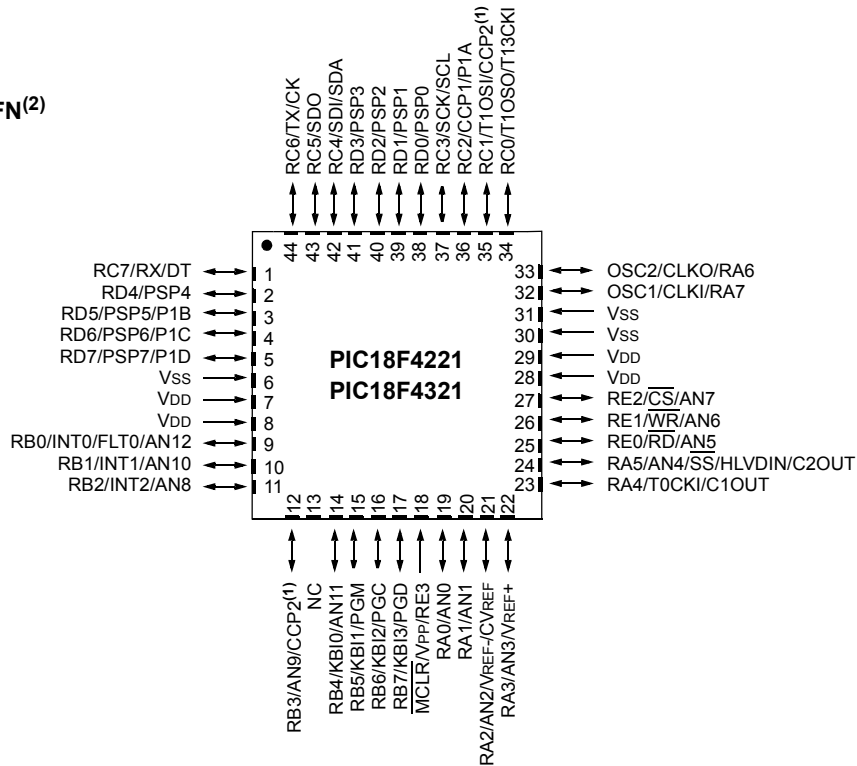 FN(2)
RC6/TX/CK
RC5/SDO
RC4/SDI/SDA
RD3/PSP3
RD2/PSP2
RD1/PSP1
RD0/PSP0
RC3/SCK/SCL
RC2/CCP1/P1A
RC1/T1OSI/CCP2(1)
RC0/T1OSO/T13CKI
44
43
42
41
40
39
38
37
36
35
34
RC7/RX/DT 1
RD4/PSP4 2
RD5/PSP5/P1B 3
RD6/PSP6/P1C 4
RD7/PSP7/P1D 5
VSS 6
VDD 7
VDD 8
RB0/INT0/FLT0/AN12 9
RB1/INT1/AN10 10
RB2/INT2/AN8 11
PIC18F4221
PIC18F4321
33 OSC2/CLKO/RA6
32 OSC1/CLKI/RA7
31 VSS
30 VSS
29 VDD
28 VDD
27 RE2/CS/AN7
26 RE1/WR/AN6
25 RE0/RD/AN5
24 RA5/AN4/SS/HLVDIN/C2OUT
23 RA4/T0CKI/C1OUT
12
13
14
15
16
17
18
19
20
21
22
RB3/AN9/CCP2(1)
NC
RB4/KBI0/AN11
RB5/KBI1/PGM
RB6/KBI2/PGC
RB7/KBI3/PGD
MCLR/VPP/RE3
RA0/AN0
RA1/AN1
RA2/AN2/VREF-/CVREF
RA3/AN3/VREF+